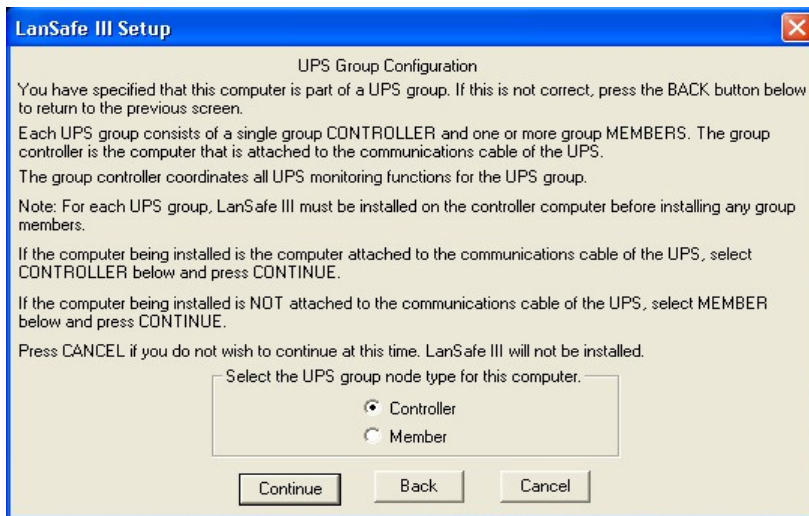 LanSafe III Setup
UPS Group Configuration
You have specified that this computer is part of a UPS group. If this is not correct, press the BACK button below
to return to the previous screen.
Each UPS group consists of a single group CONTROLLER and one or more group MEMBERS. The group
controller is the computer that is attached to the communications cable of the UPS.
The group controller coordinates all UPS monitoring functions for the UPS group.
Note: For each UPS group, LanSafe III must be installed on the controller computer before installing any group
members.
If the computer being installed is the computer attached to the communications cable of the UPS, select
CONTROLLER below and press CONTINUE.
If the computer being installed is NOT attached to the communications cable of the UPS, select MEMBER
below and press CONTINUE.
Press CANCEL if you do not wish to continue at this time. LanSafe III will not be installed.
Select the UPS group node type for this computer.
Controller
Member
Continue Back Cancel